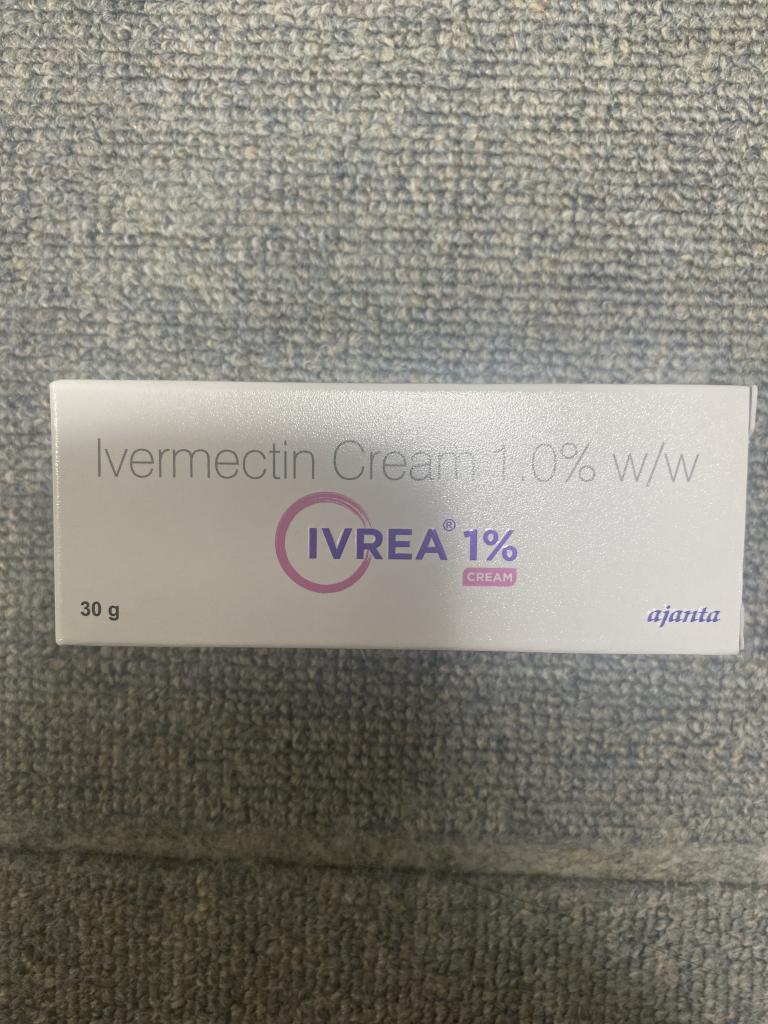 Ivermectin Cream 1.0% w/w
IVREA® 1%
CREAM
30 g
ajanta